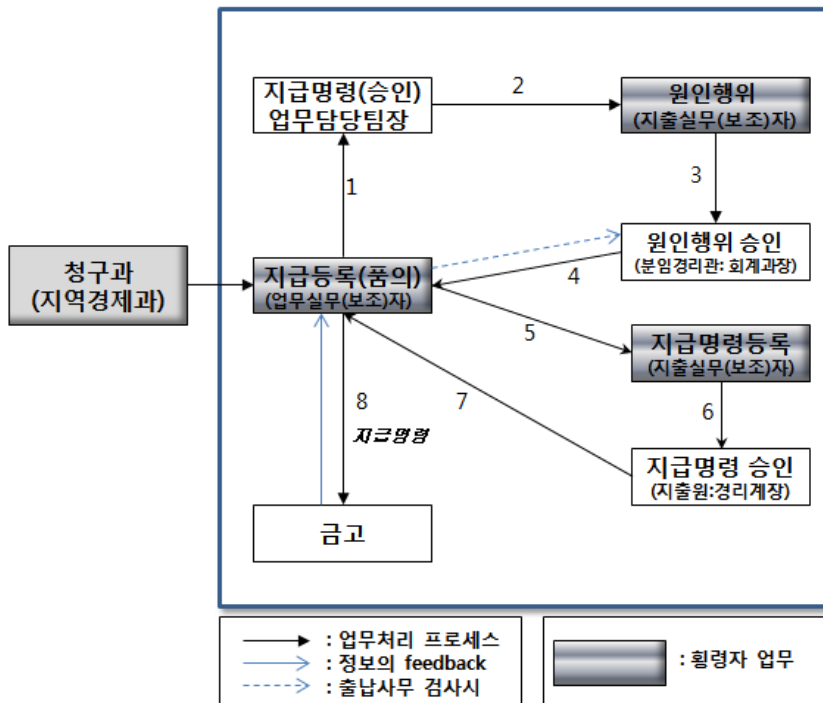 지급명령(승인)
업무담당팀장
2
원인행위
(지출실무(보조)자)
1
3
청구과
(지역경제과)
지급등록(품의)
(업무실무(보조)자)
원인행위 승인
(분임경리관: 회계과장)
4
5
지급명령등록
(지출실무(보조)자)
8
7
6
지급명령
지급명령 승인
(지출원:경리계장)
금고
: 업무처리 프로세스
: 정보의 feedback
: 출납사무 검사시
: 횡령자 업무